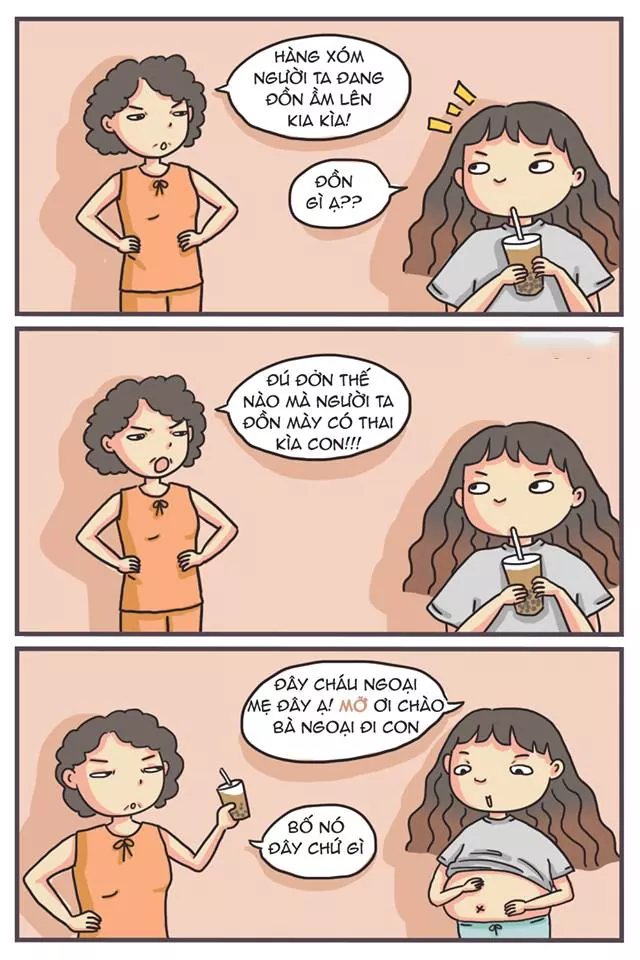 HÀNG XÓM
NGƯỜI TA ĐANG
ĐỒN ẦM LÊN
KIA KÌA!
ĐỒN
GÌ Ạ??
ĐÚ ĐỞN THẾ
NÀO MÀ NGƯỜI TA
ĐỒN MÀY CÓ THAI
KÌA CON!!!
ĐÂY CHÁU NGOẠI
MẸ ĐÂY Ạ! MỠ ƠI CHÀO
BÀ NGOẠI ĐI CON
BỐ NÓ
ĐÂY CHỨ GÌ